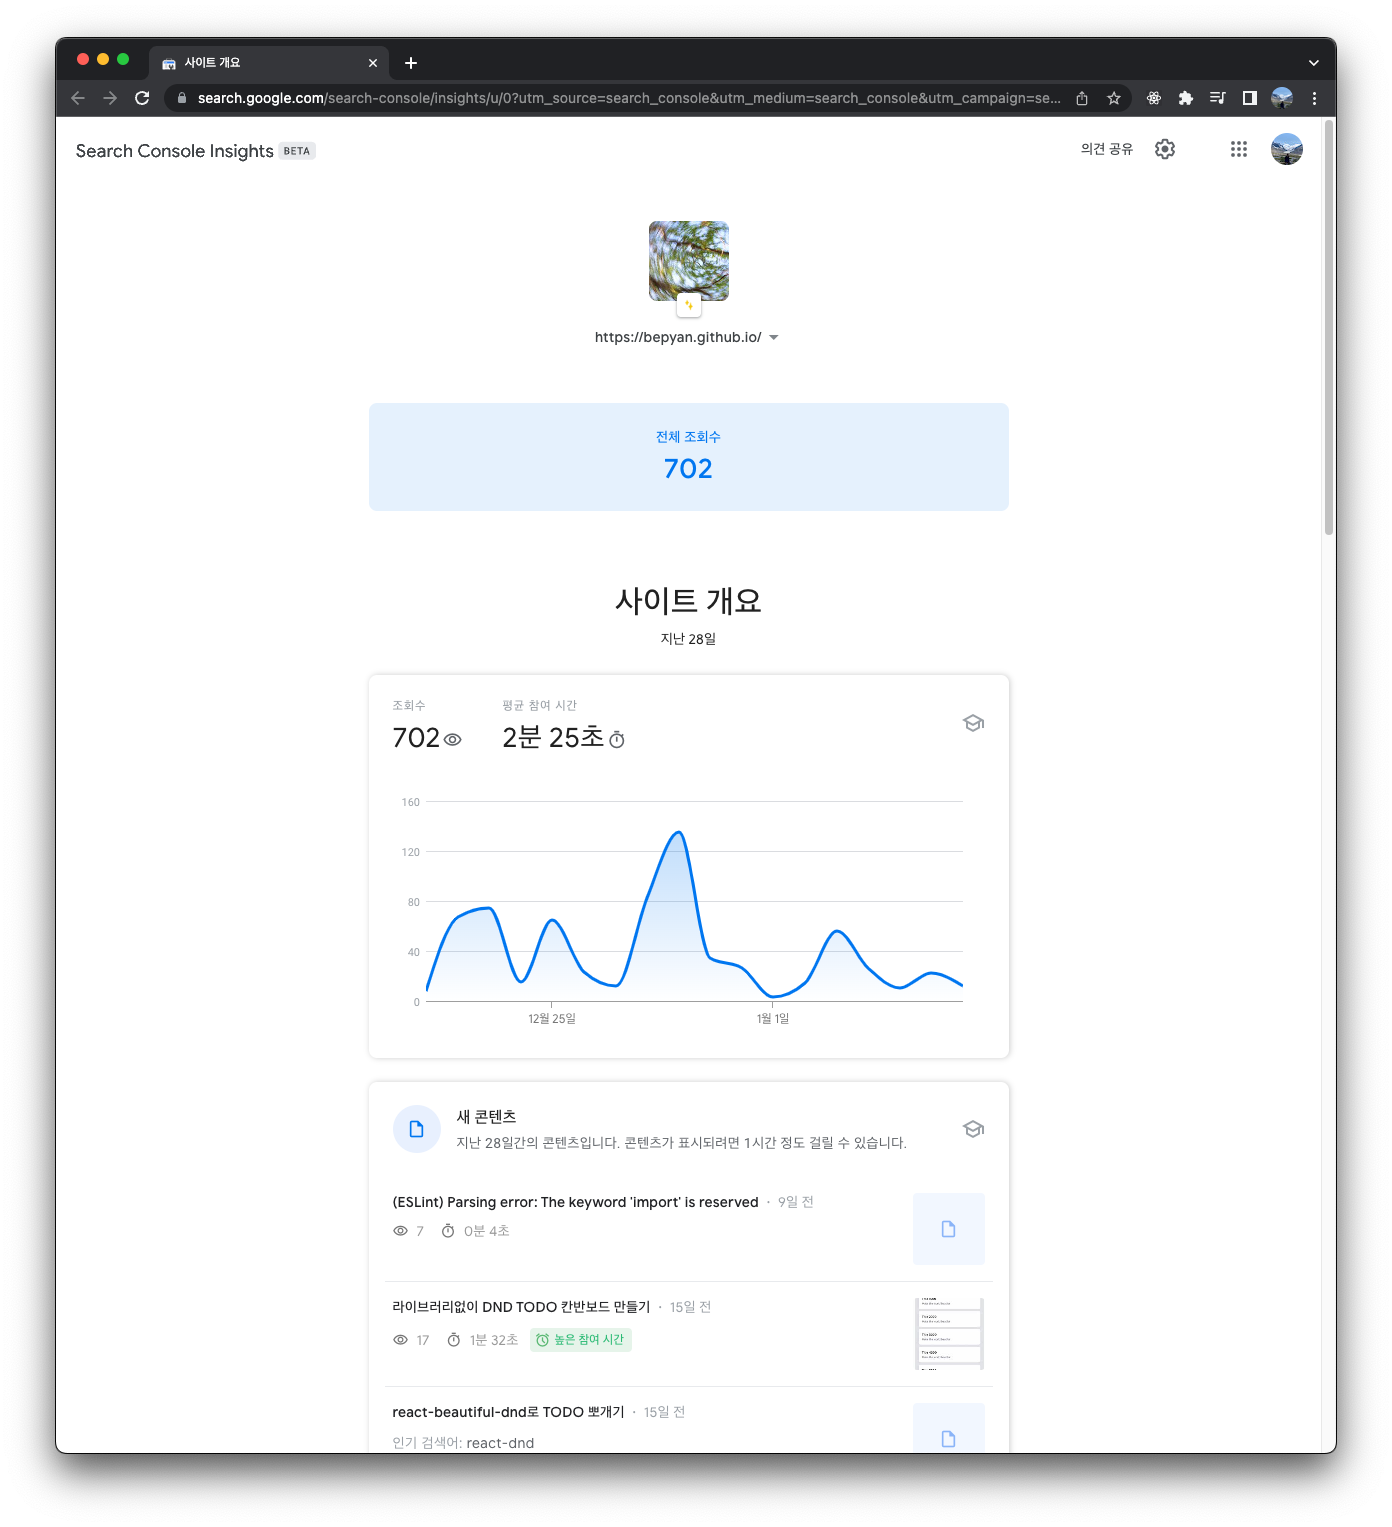 사이트 개요
search.google.com/search-console/insights/u/0?utm_source=search_console&utm_medium=search_console&utm_campaign=se...
Search Console Insights BETA
의견 공유
https://bepyan.github.io/
전체 조회수
702
사이트 개요
지난 28일
조회수 평균 참여 시간
702 2분 25초
160
120
80
40
0
12월 25일 1월 1일
새 콘텐츠
지난 28일간의 콘텐츠입니다. 콘텐츠가 표시되려면 1시간 정도 걸릴 수 있습니다.
(ESLint) Parsing error: The keyword 'import' is reserved · 9일 전
7 0분 4초
라이브러리없이 DND TODO 칸반보드 만들기 · 15일 전
17 1분 32초 높은 참여 시간
react-beautiful-dnd로 TODO 뽀개기 · 15일 전
인기 검색어: react-dnd